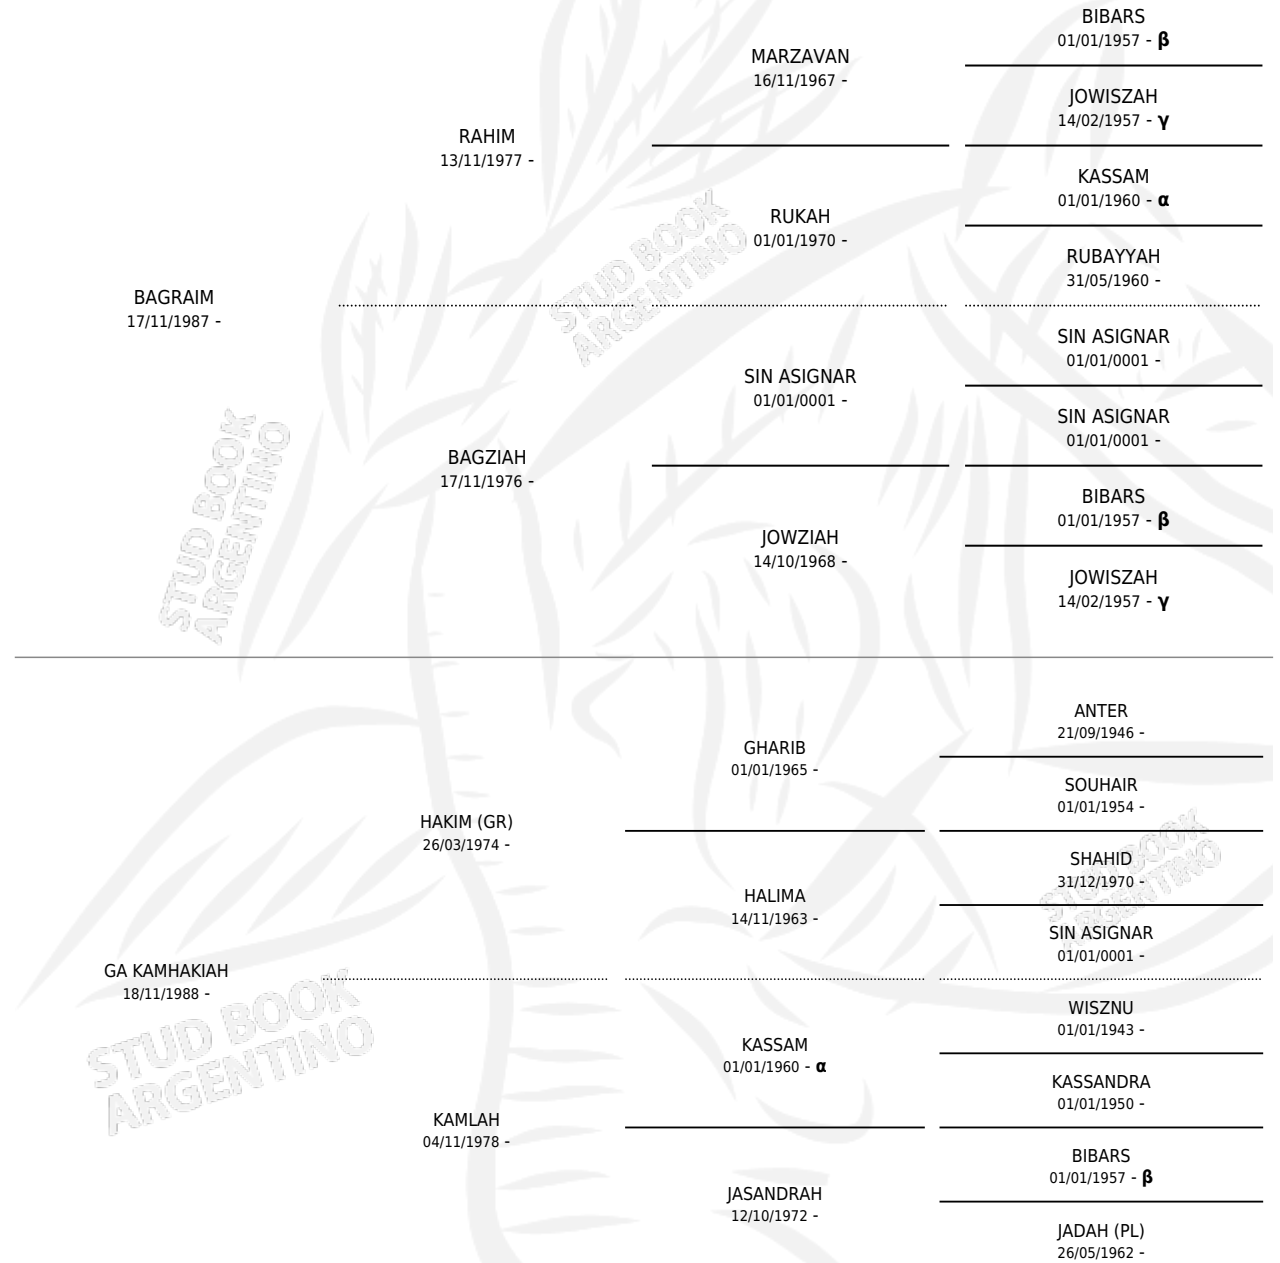 BIBARS
01/01/1957 - β
MARZAVAN
16/11/1967 -
JOWISZAH
14/02/1957 - γ
RAHIM
13/11/1977 -
KASSAM
01/01/1960 - α
RUKAH
01/01/1970 -
RUBAYYAH
31/05/1960 -
BAGRAIM
17/11/1987 -
SIN ASIGNAR
01/01/0001 -
SIN ASIGNAR
01/01/0001 -
SIN ASIGNAR
01/01/0001 -
BAGZIAH
17/11/1976 -
BIBARS
01/01/1957 - β
JOWZIAH
14/10/1968 -
JOWISZAH
14/02/1957 - γ
ANTER
21/09/1946 -
GHARIB
01/01/1965 -
SOUHAIR
01/01/1954 -
HAKIM (GR)
26/03/1974 -
SHAHID
31/12/1970 -
HALIMA
14/11/1963 -
SIN ASIGNAR
01/01/0001 -
GA KAMHAKIAH
18/11/1988 -
WISZNU
01/01/1943 -
KASSAM
01/01/1960 - α
KASSANDRA
01/01/1950 -
KAMLAH
04/11/1978 -
BIBARS
01/01/1957 - β
JASANDRAH
12/10/1972 -
JADAH (PL)
26/05/1962 -
STUD BOOK
ARGENTINO
STUD BOOK
ARGENTINO
STUD BOOK
ARGENTINO
STUD BOOK
ARGENTINO